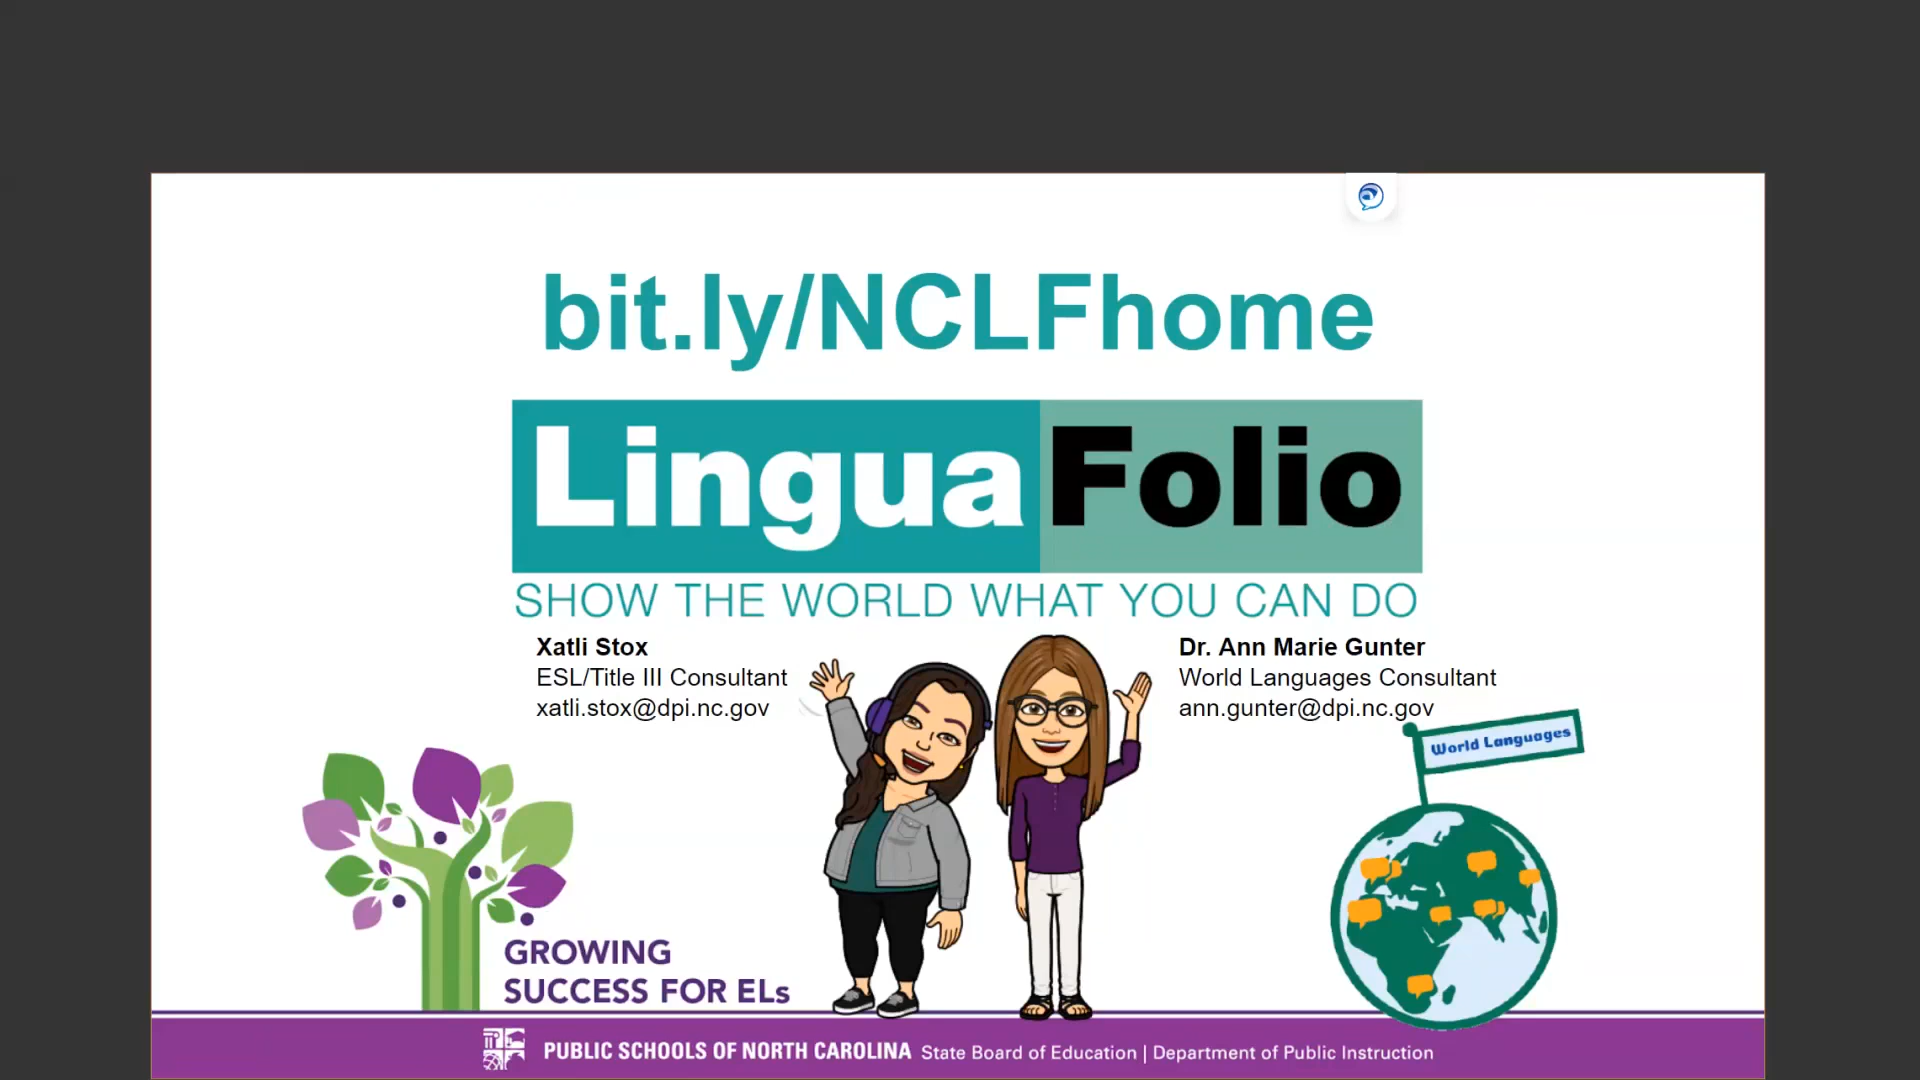 bit.ly/NCLFhome
LinguaFolio
SHOW THE WORLD WHAT YOU CAN DO
Xatli Stox
ESL/Title III Consultant
xatli.stox@dpi.nc.gov
Dr. Ann Marie Gunter
World Languages Consultant
ann.gunter@dpi.nc.gov
World Languages
GROWING
SUCCESS FOR ELs
PUBLIC SCHOOLS OF NORTH CAROLINA State Board of Education | Department of Public Instruction